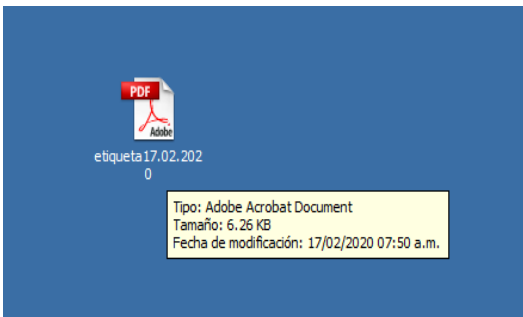 PDF
Adobe
etiqueta17.02.202
0
Tipo: Adobe Acrobat Document
Tamaño: 6.26 KB
Fecha de modificación: 17/02/2020 07:50 a.m.